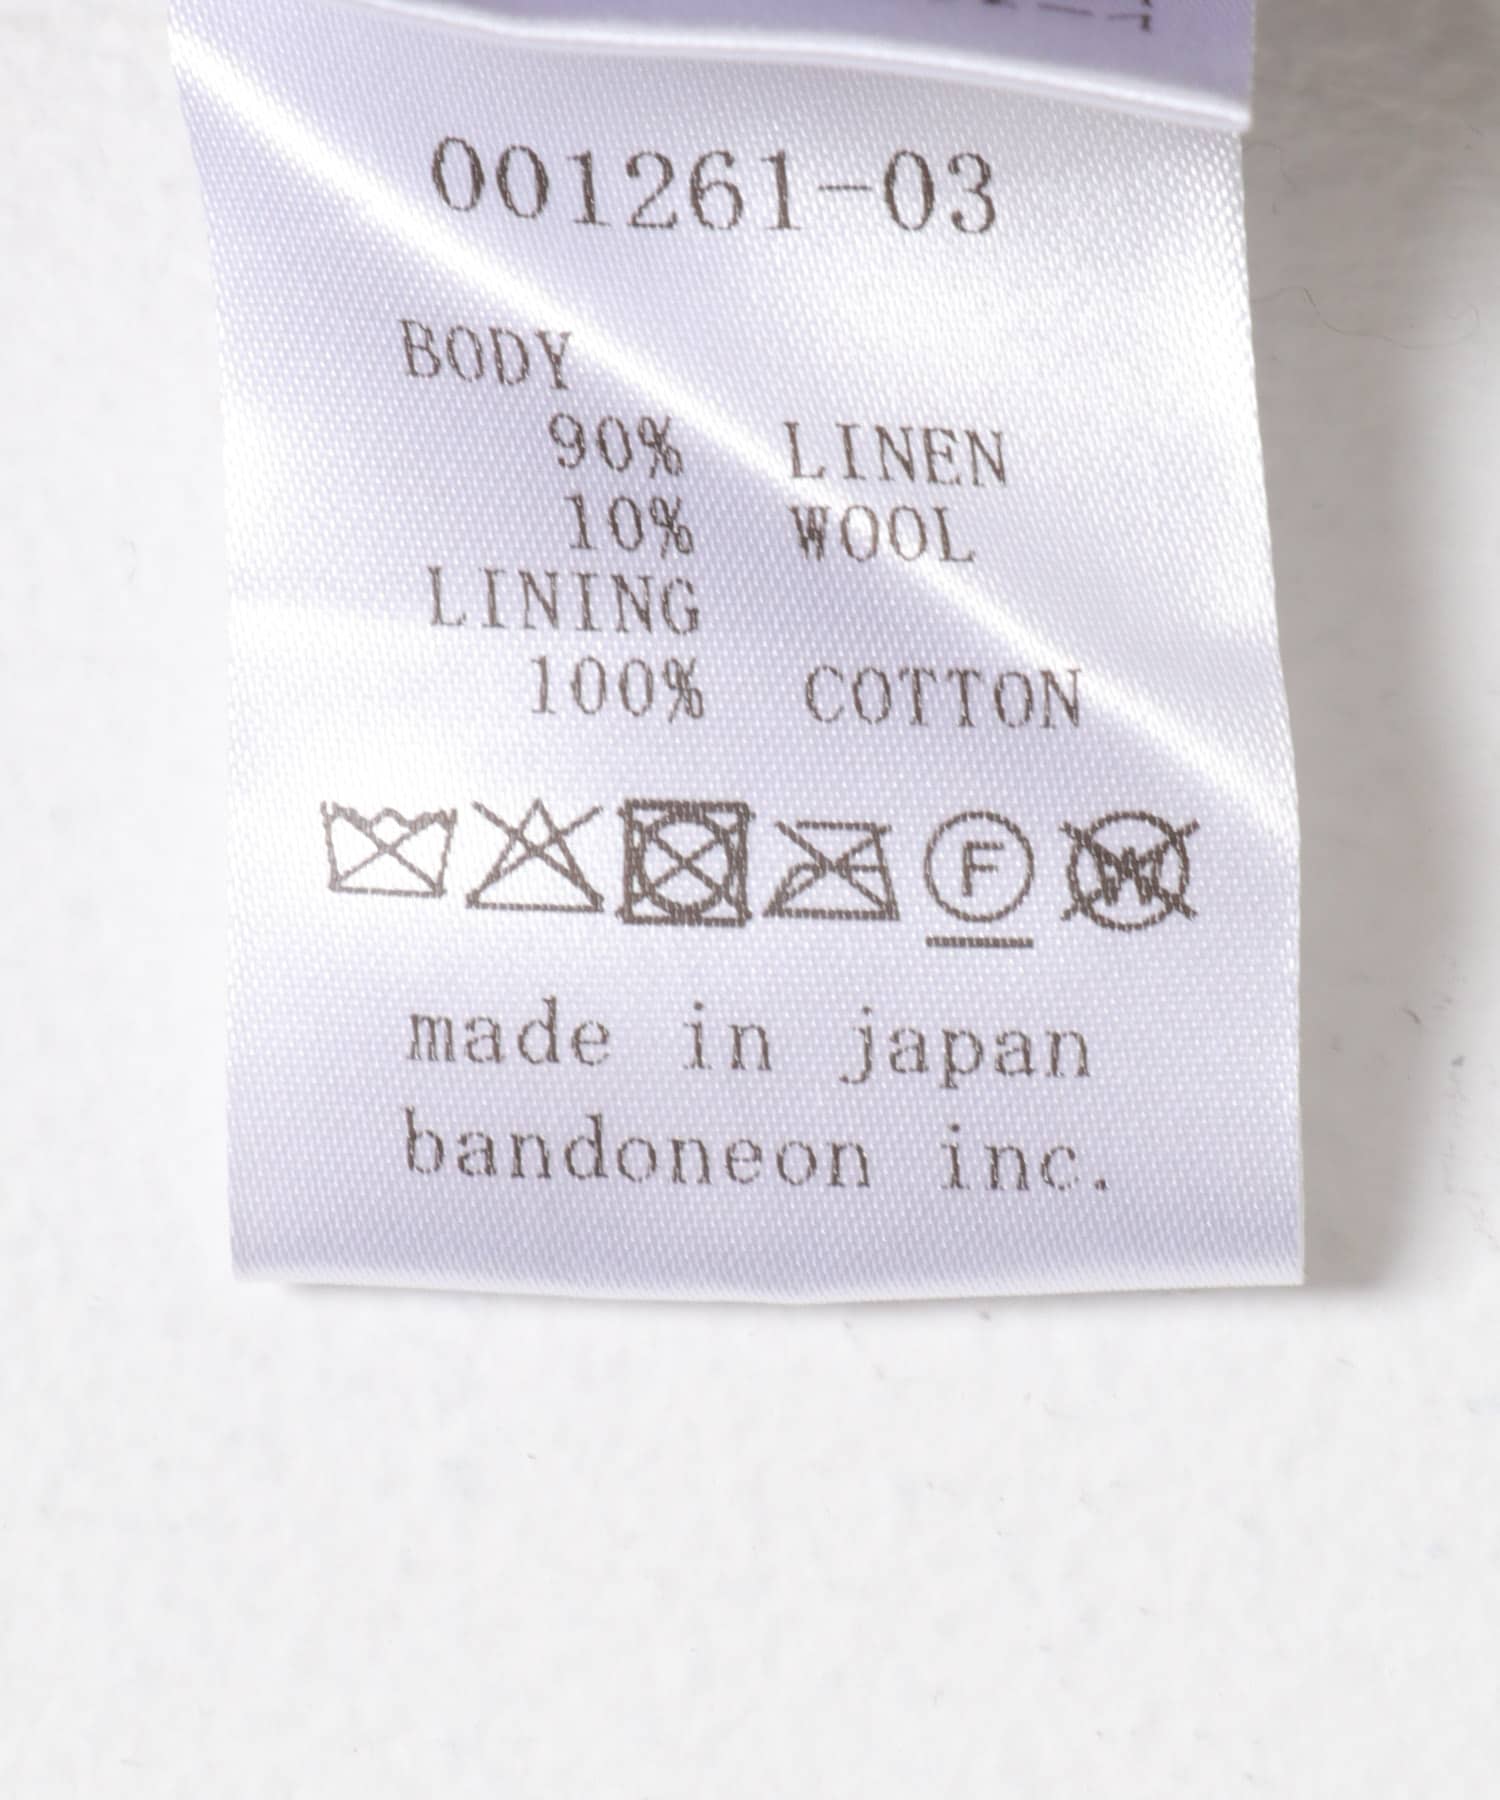 001261-03
BODY
90% LINEN
10% WOOL
LINING
100% COTTON
F W
made in japan
bandoneon inc.